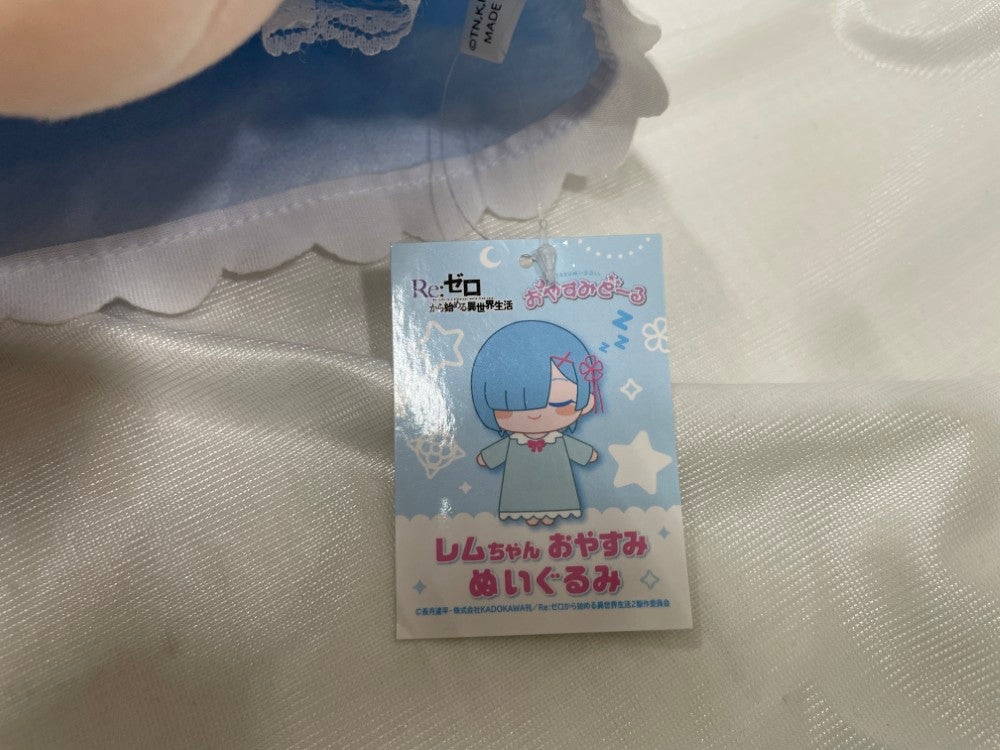 ©TN,K/
MADE
Re:ゼロ
から始める異世界生活
OYASUMI-DOLL
おやすみどーる
zzz
レムちゃん おやすみ
ぬいぐるみ
©長月達平・株式会社KADOKAWA刊／Re:ゼロから始める異世界生活2製作委員会